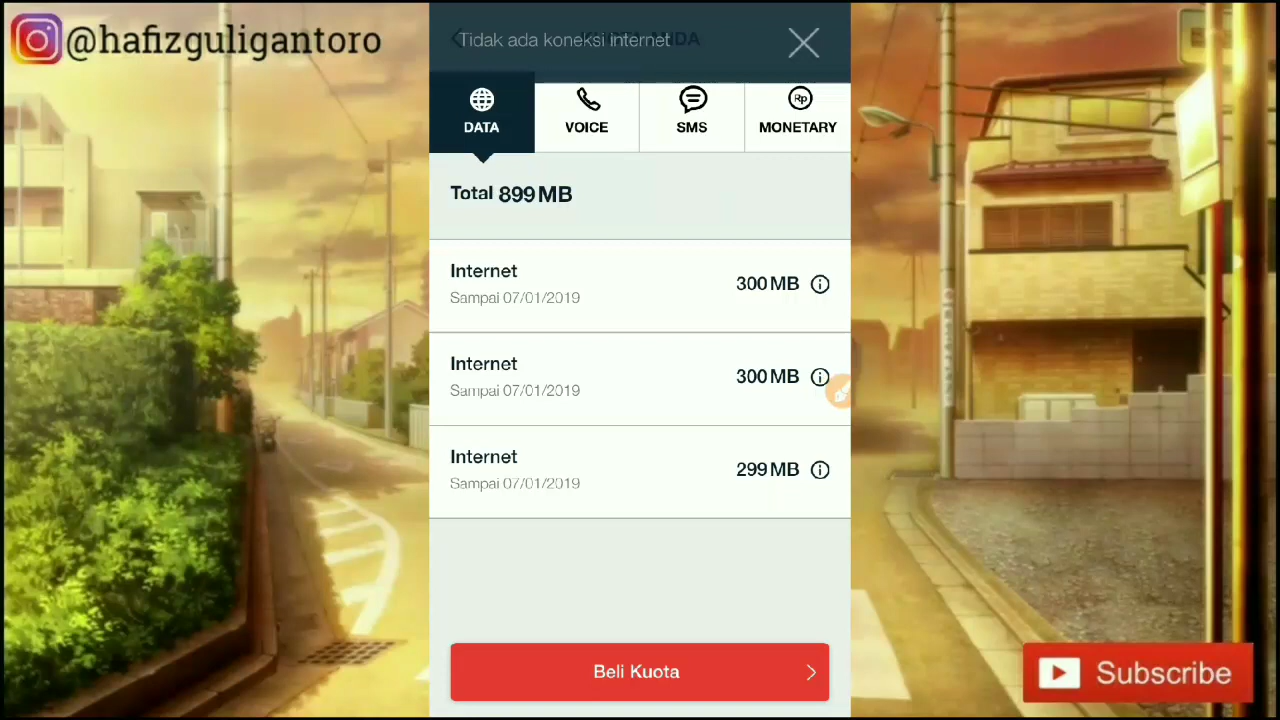 @hafizguligantoro
Tidak ada koneksi internet
DATA
VOICE
SMS
MONETARY
Total 899 MB
Internet
300 MB
Sampai 07/01/2019
Internet
300 MB
Sampai 07/01/2019
Internet
299 MB
Sampai 07/01/2019
Beli Kuota
Subscribe